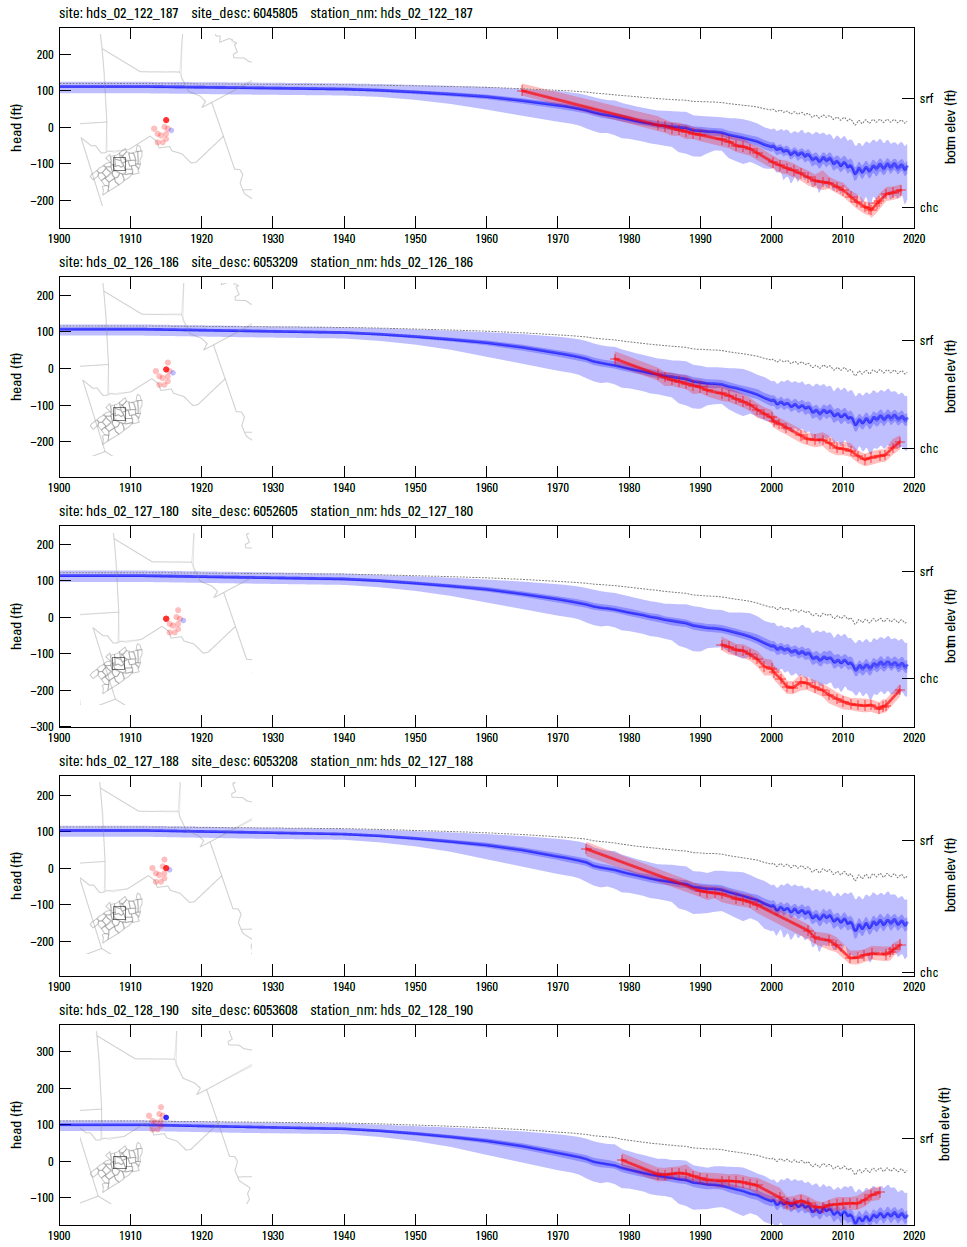 site: hds_02_122_187 site_desc: 6045805 station_nm: hds_02_122_187
200
100
0
−100
−200
head (ft)
srf
chc
botm elev (ft)
1900 1910 1920 1930 1940 1950 1960 1970 1980 1990 2000 2010 2020
site: hds_02_126_186 site_desc: 6053209 station_nm: hds_02_126_186
200
100
0
−100
−200
head (ft)
srf
chc
botm elev (ft)
1900 1910 1920 1930 1940 1950 1960 1970 1980 1990 2000 2010 2020
site: hds_02_127_180 site_desc: 6052605 station_nm: hds_02_127_180
200
100
0
−100
−200
−300
head (ft)
srf
chc
botm elev (ft)
1900 1910 1920 1930 1940 1950 1960 1970 1980 1990 2000 2010 2020
site: hds_02_127_188 site_desc: 6053208 station_nm: hds_02_127_188
200
100
0
−100
−200
head (ft)
srf
chc
botm elev (ft)
1900 1910 1920 1930 1940 1950 1960 1970 1980 1990 2000 2010 2020
site: hds_02_128_190 site_desc: 6053608 station_nm: hds_02_128_190
300
200
100
0
−100
head (ft)
srf
botm elev (ft)
1900 1910 1920 1930 1940 1950 1960 1970 1980 1990 2000 2010 2020